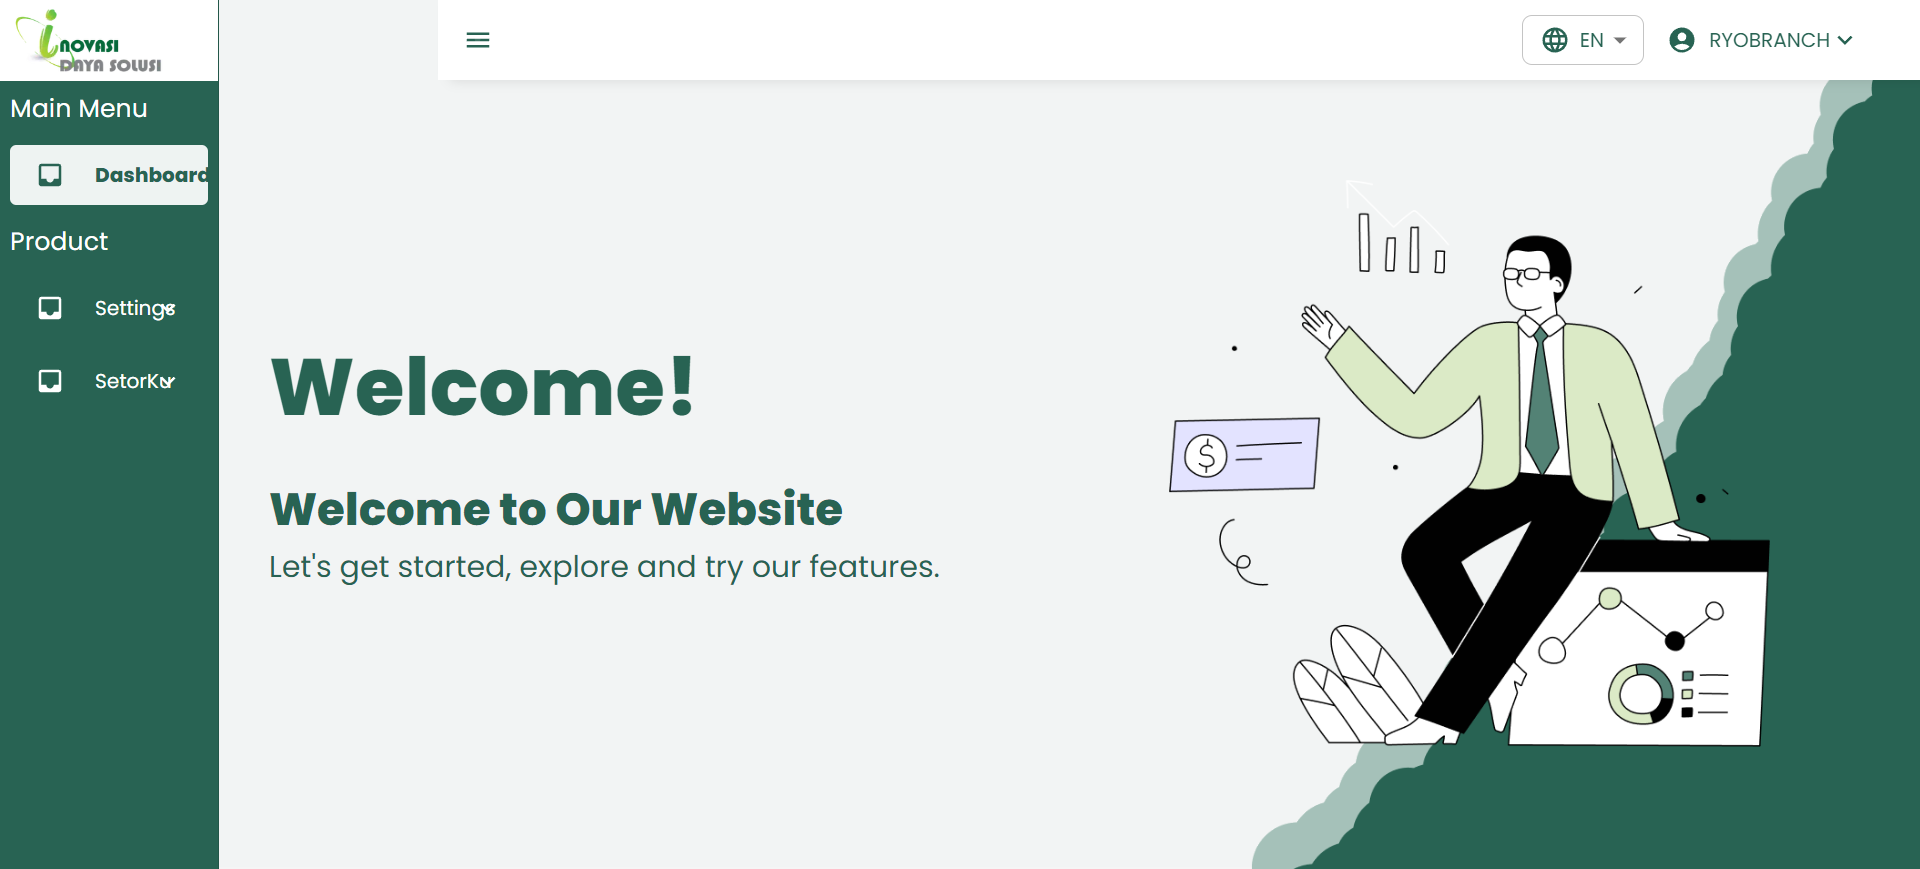 iNOVASI
DAYA SOLUSI
EN
RYOBRANCH
Main Menu
Dashboard
Product
Settings
SetorKu
Welcome!
Welcome to Our Website
Let's get started, explore and try our features.
$